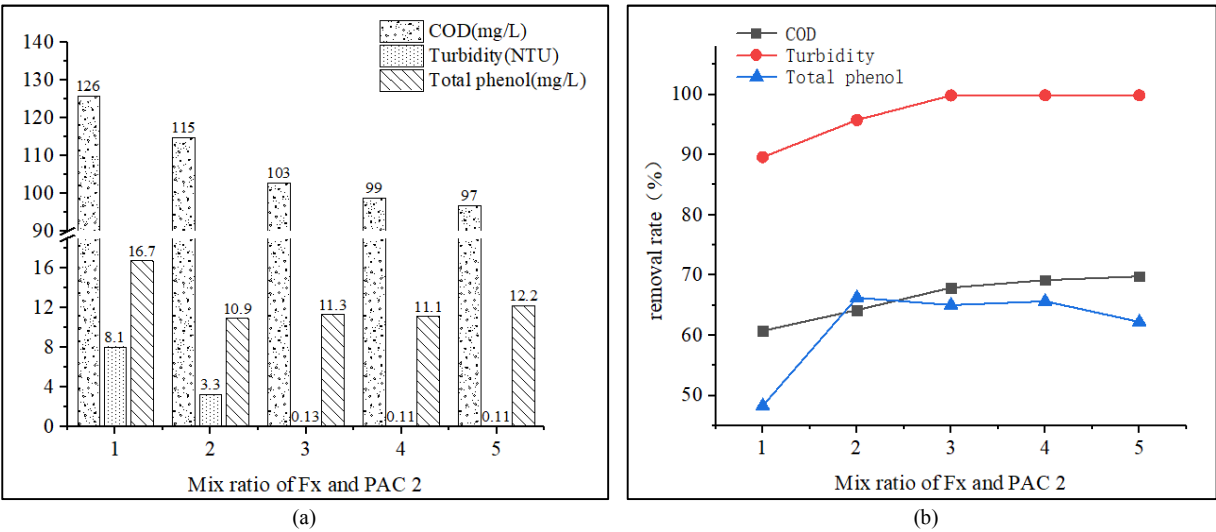 COD(mg/L)
Turbidity(NTU)
Total phenol(mg/L)
140
130
120
110
100
90
16
12
8
4
0
126
115
103
99
97
16.7
10.9
11.3
11.1
12.2
8.1
3.3
0.13
0.11
0.11
1 2 3 4 5
Mix ratio of Fx and PAC 2
(a)
COD
Turbidity
Total phenol
removal rate (%)
100
90
80
70
60
50
1 2 3 4 5
Mix ratio of Fx and PAC 2
(b)